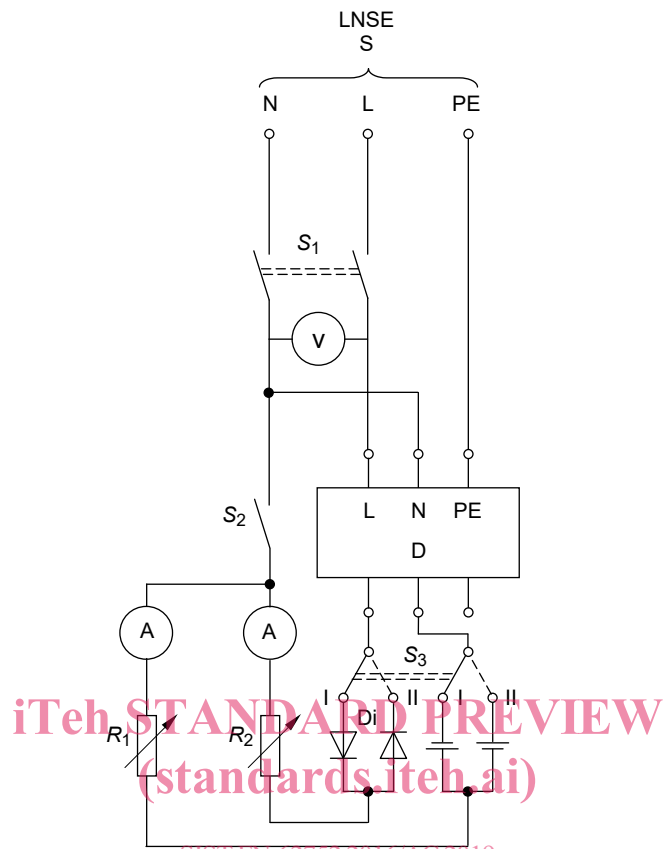 LNSE
S
N L PE
S1
V
L N PE
D
S2
A A
S3
I II I II
Di
R1 R2
iTeh STANDARD PREVIEW
(standards.iteh.ai)